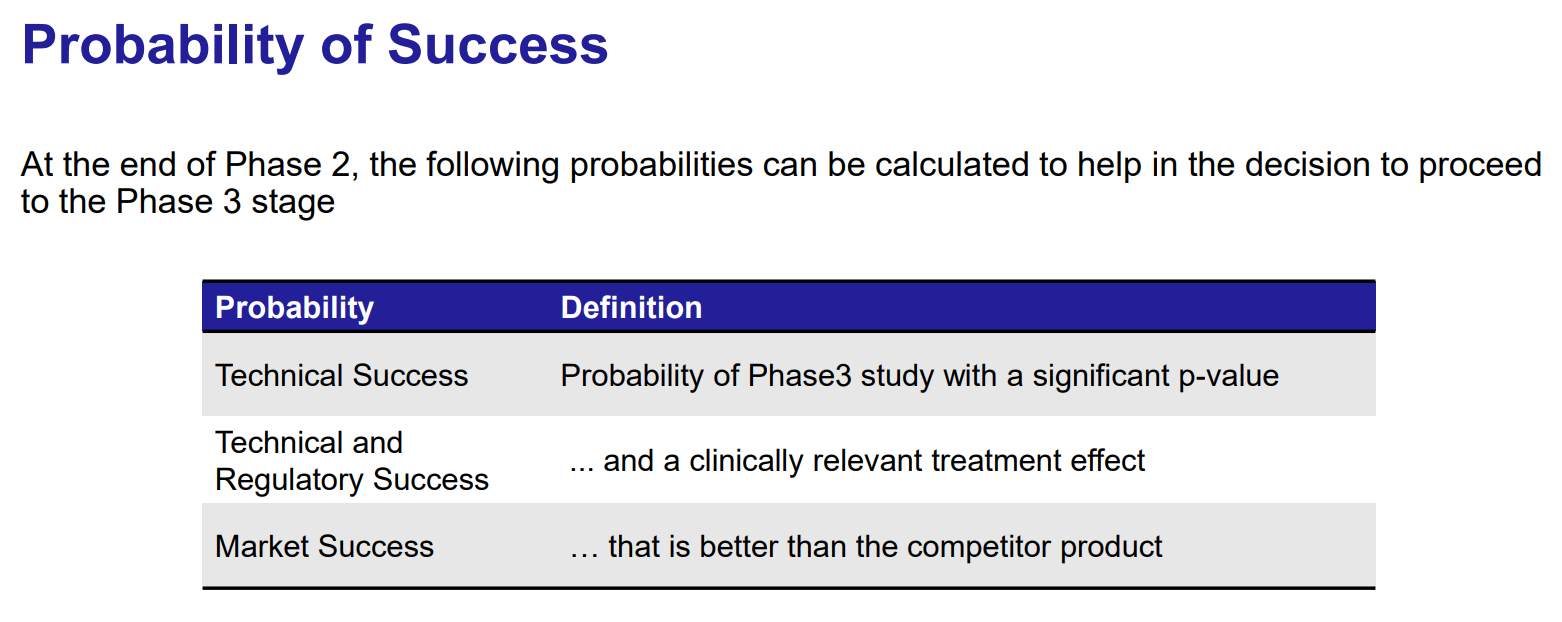 Probability of Success
At the end of Phase 2, the following probabilities can be calculated to help in the decision to proceed
to the Phase 3 stage
Probability Definition
Technical Success Probability of Phase3 study with a significant p-value
Technical and
Regulatory Success
... and a clinically relevant treatment effect
Market Success … that is better than the competitor product